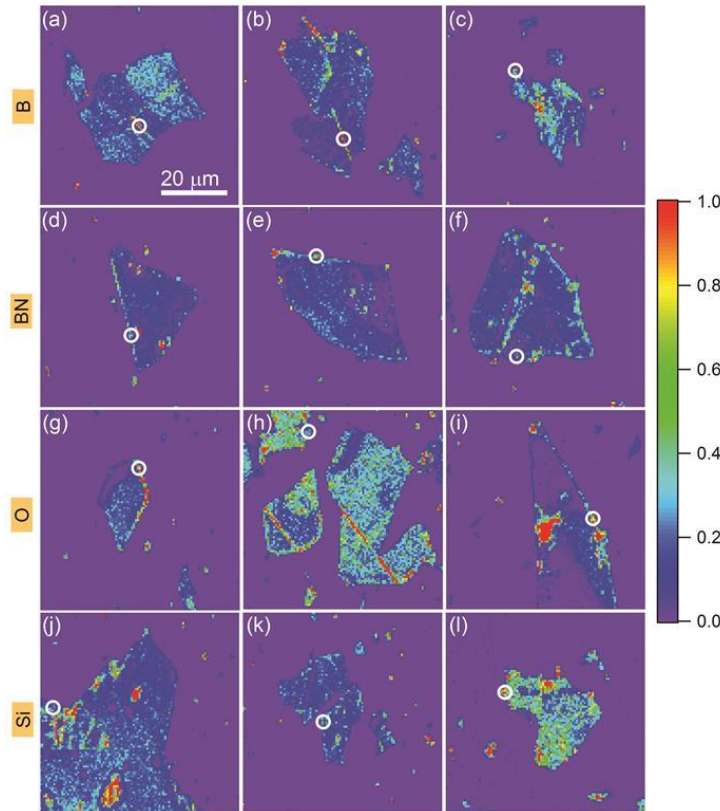 (a) (b) (c)
B
20 μm
(d) (e) (f)
BN
(g) (h) (i)
O
(j) (k) (l)
Si
1.0
0.8
0.6
0.4
0.2
0.0